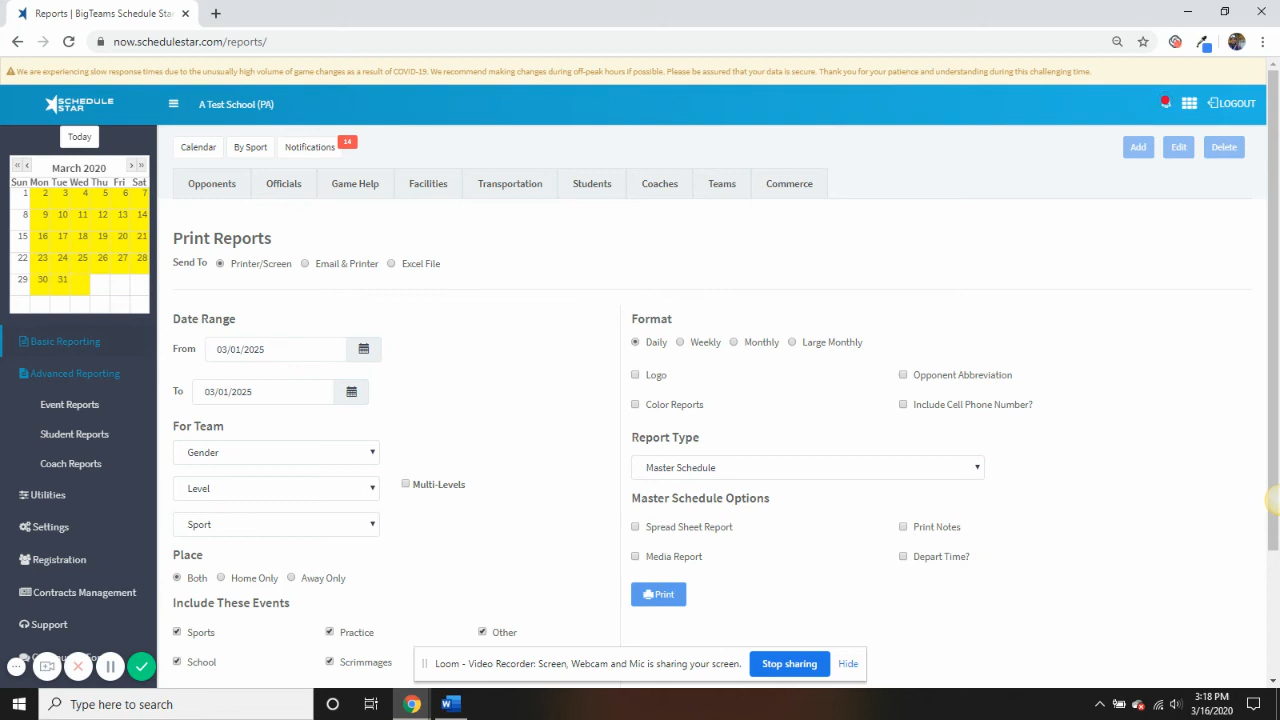 Reports | BigTeams Schedule Sta
now.schedulestar.com/reports/
We are experiencing slow response times due to the unusually high volume of game changes as a result of COVID-19. We recommend making changes during off-peak hours if possible. Please be assured that your data is secure. Thank you for your patience and understanding during this challenging time.
SCHEDULE STAR
A Test School (PA)
LOGOUT
Today
Calendar By Sport Notifications 14
Add Edit Delete
« ‹ March 2020 › »
Sun Mon Tue Wed Thu Fri Sat
1 2 3 4 5 6 7
8 9 10 11 12 13 14
15 16 17 18 19 20 21
22 23 24 25 26 27 28
29 30 31
Opponents Officials Game Help Facilities Transportation Students Coaches Teams Commerce
Basic Reporting
Advanced Reporting
Event Reports
Student Reports
Coach Reports
Utilities
Settings
Registration
Contracts Management
Support
Print Reports
Send To Printer/Screen Email & Printer Excel File
Date Range
From 03/01/2025
To 03/01/2025
For Team
Gender
Level Multi-Levels
Sport
Place
Both Home Only Away Only
Include These Events
Sports Practice Other
School Scrimmages
Format
Daily Weekly Monthly Large Monthly
Logo Opponent Abbreviation
Color Reports Include Cell Phone Number?
Report Type
Master Schedule
Master Schedule Options
Spread Sheet Report Print Notes
Media Report Depart Time?
Print
Loom - Video Recorder: Screen, Webcam and Mic is sharing your screen. Stop sharing Hide
Type here to search
3:18 PM
3/16/2020